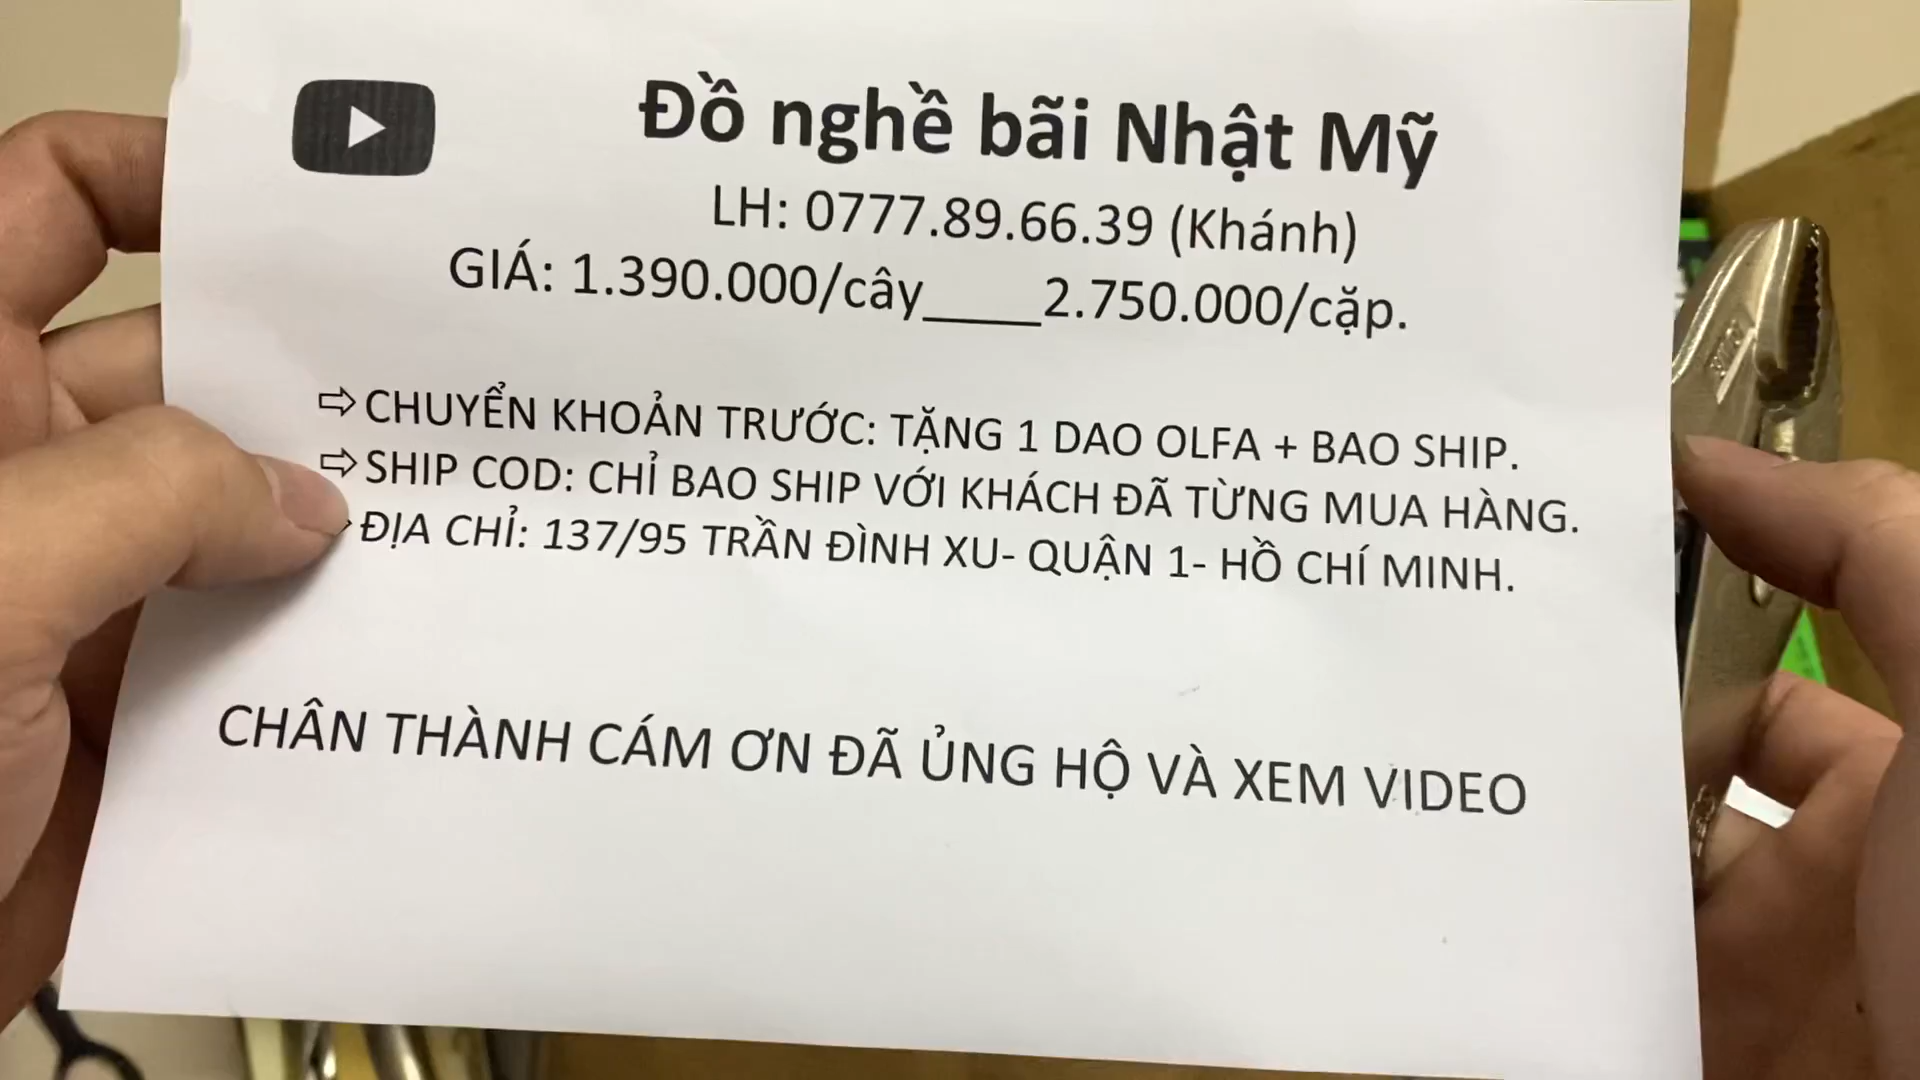 Đồ nghề bãi Nhật Mỹ
LH: 0777.89.66.39 (Khánh)
GIÁ: 1.390.000/cây____2.750.000/cặp.
⇨CHUYỂN KHOẢN TRƯỚC: TẶNG 1 DAO OLFA + BAO SHIP.
⇨SHIP COD: CHỈ BAO SHIP VỚI KHÁCH ĐÃ TỪNG MUA HÀNG.
ĐỊA CHỈ: 137/95 TRẦN ĐÌNH XU- QUẬN 1- HỒ CHÍ MINH.
CHÂN THÀNH CÁM ƠN ĐÃ ỦNG HỘ VÀ XEM VIDEO